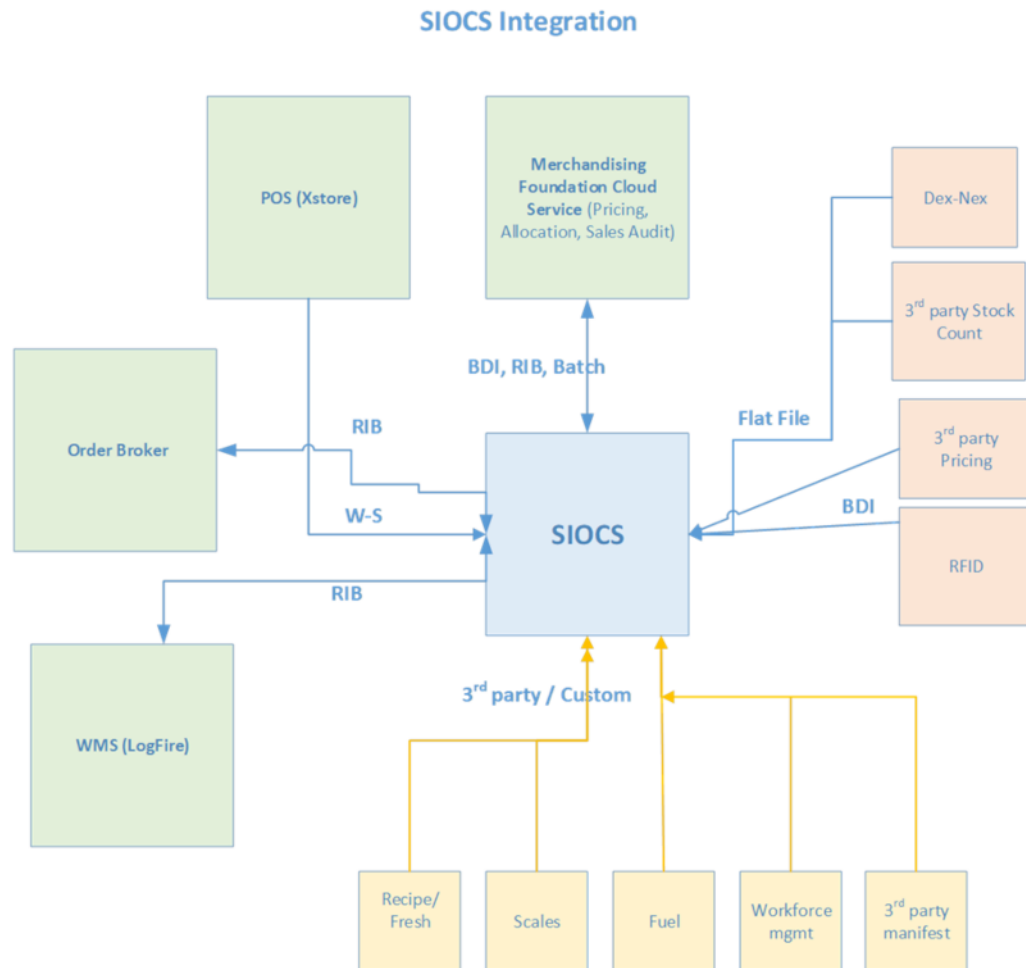 SIOCS Integration
POS (Xstore)
Merchandising
Foundation Cloud
Service (Pricing,
Allocation, Sales Audit)
Dex-Nex
3rd party Stock
Count
BDI, RIB, Batch
Flat File
RIB
Order Broker
3rd party
Pricing
W-S
SIOCS
BDI
RFID
RIB
3rd party / Custom
WMS (LogFire)
Recipe/
Fresh
Scales
Fuel
Workforce
mgmt
3rd party
manifest